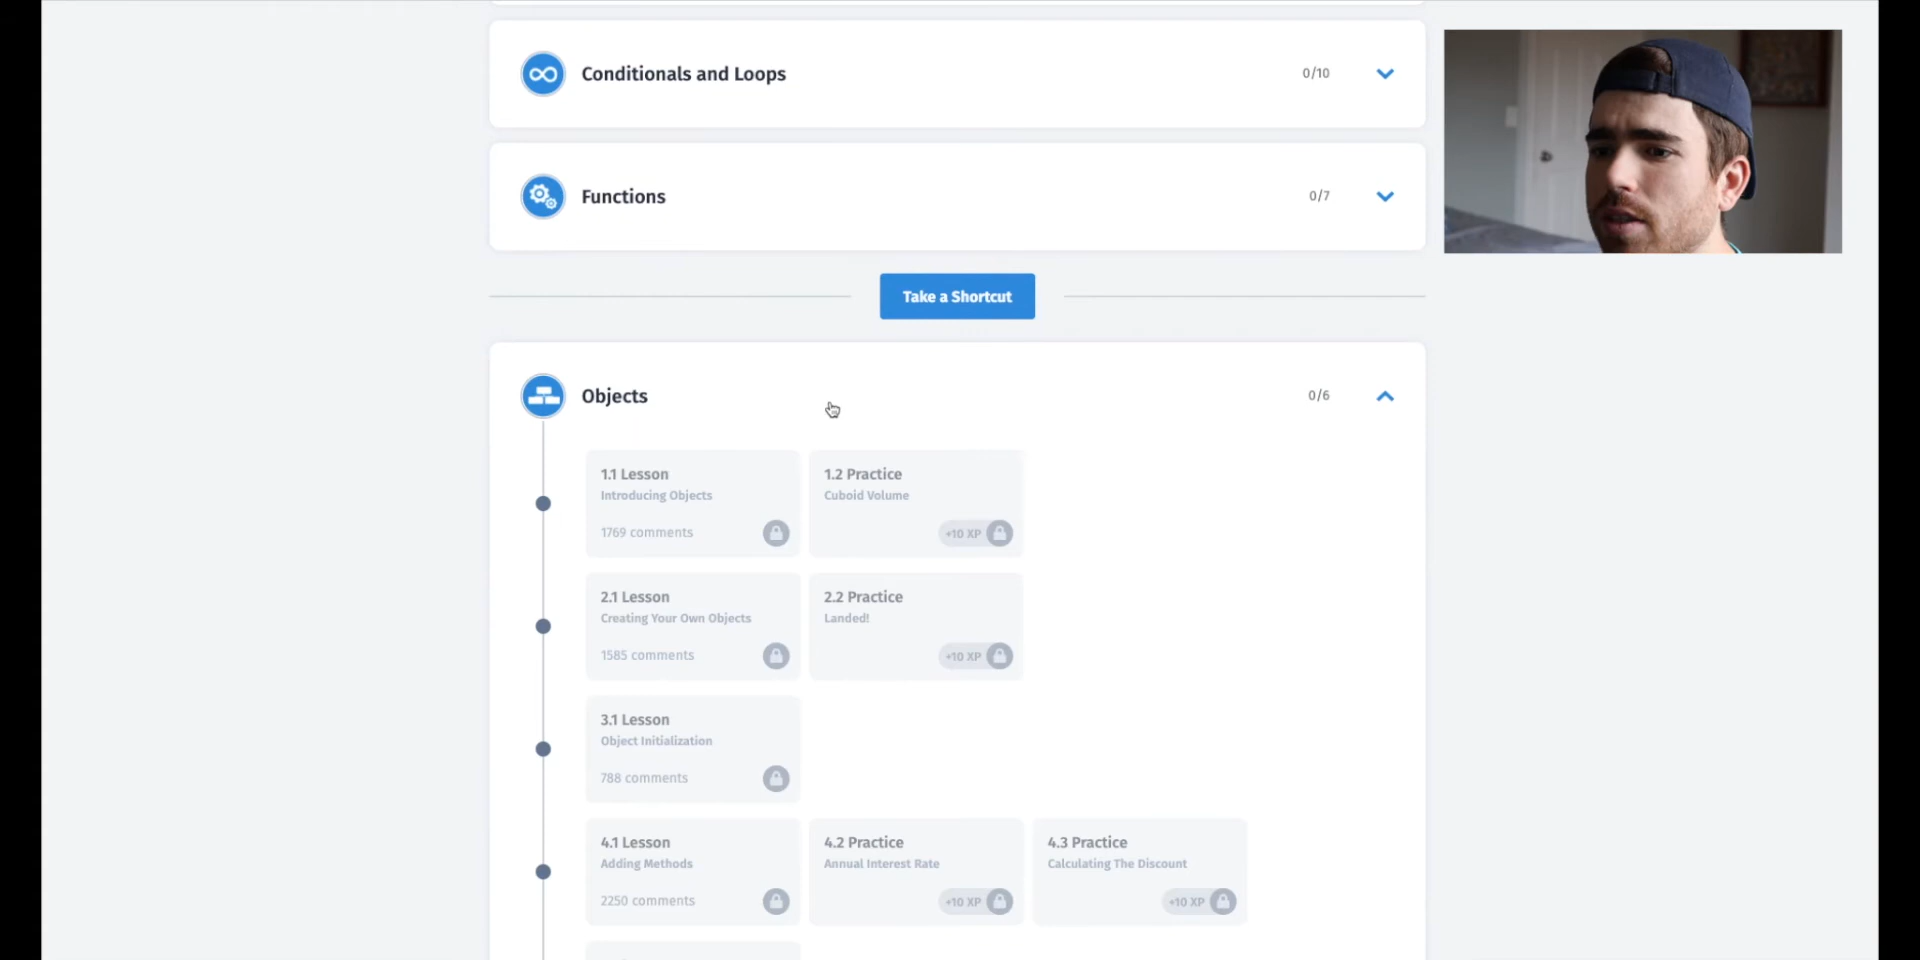 Conditionals and Loops
0/10
Functions
0/7
Take a Shortcut
Objects
0/6
1.1 Lesson
Introducing Objects
1769 comments
1.2 Practice
Cuboid Volume
+10 XP
2.1 Lesson
Creating Your Own Objects
1585 comments
2.2 Practice
Landed!
+10 XP
3.1 Lesson
Object Initialization
788 comments
4.1 Lesson
Adding Methods
2250 comments
4.2 Practice
Annual Interest Rate
+10 XP
4.3 Practice
Calculating The Discount
+10 XP